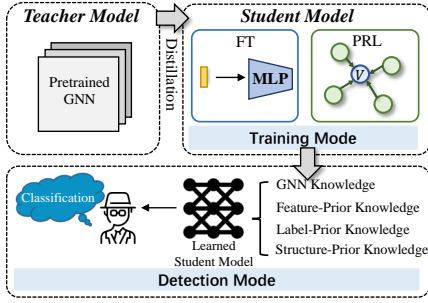 Teacher Model
Pretrained
GNN
Distillation
Student Model
FT
MLP
PRL
V
Training Mode
Classification
Learned
Student Model
GNN Knowledge
Feature-Prior Knowledge
Label-Prior Knowledge
Structure-Prior Knowledge
Detection Mode